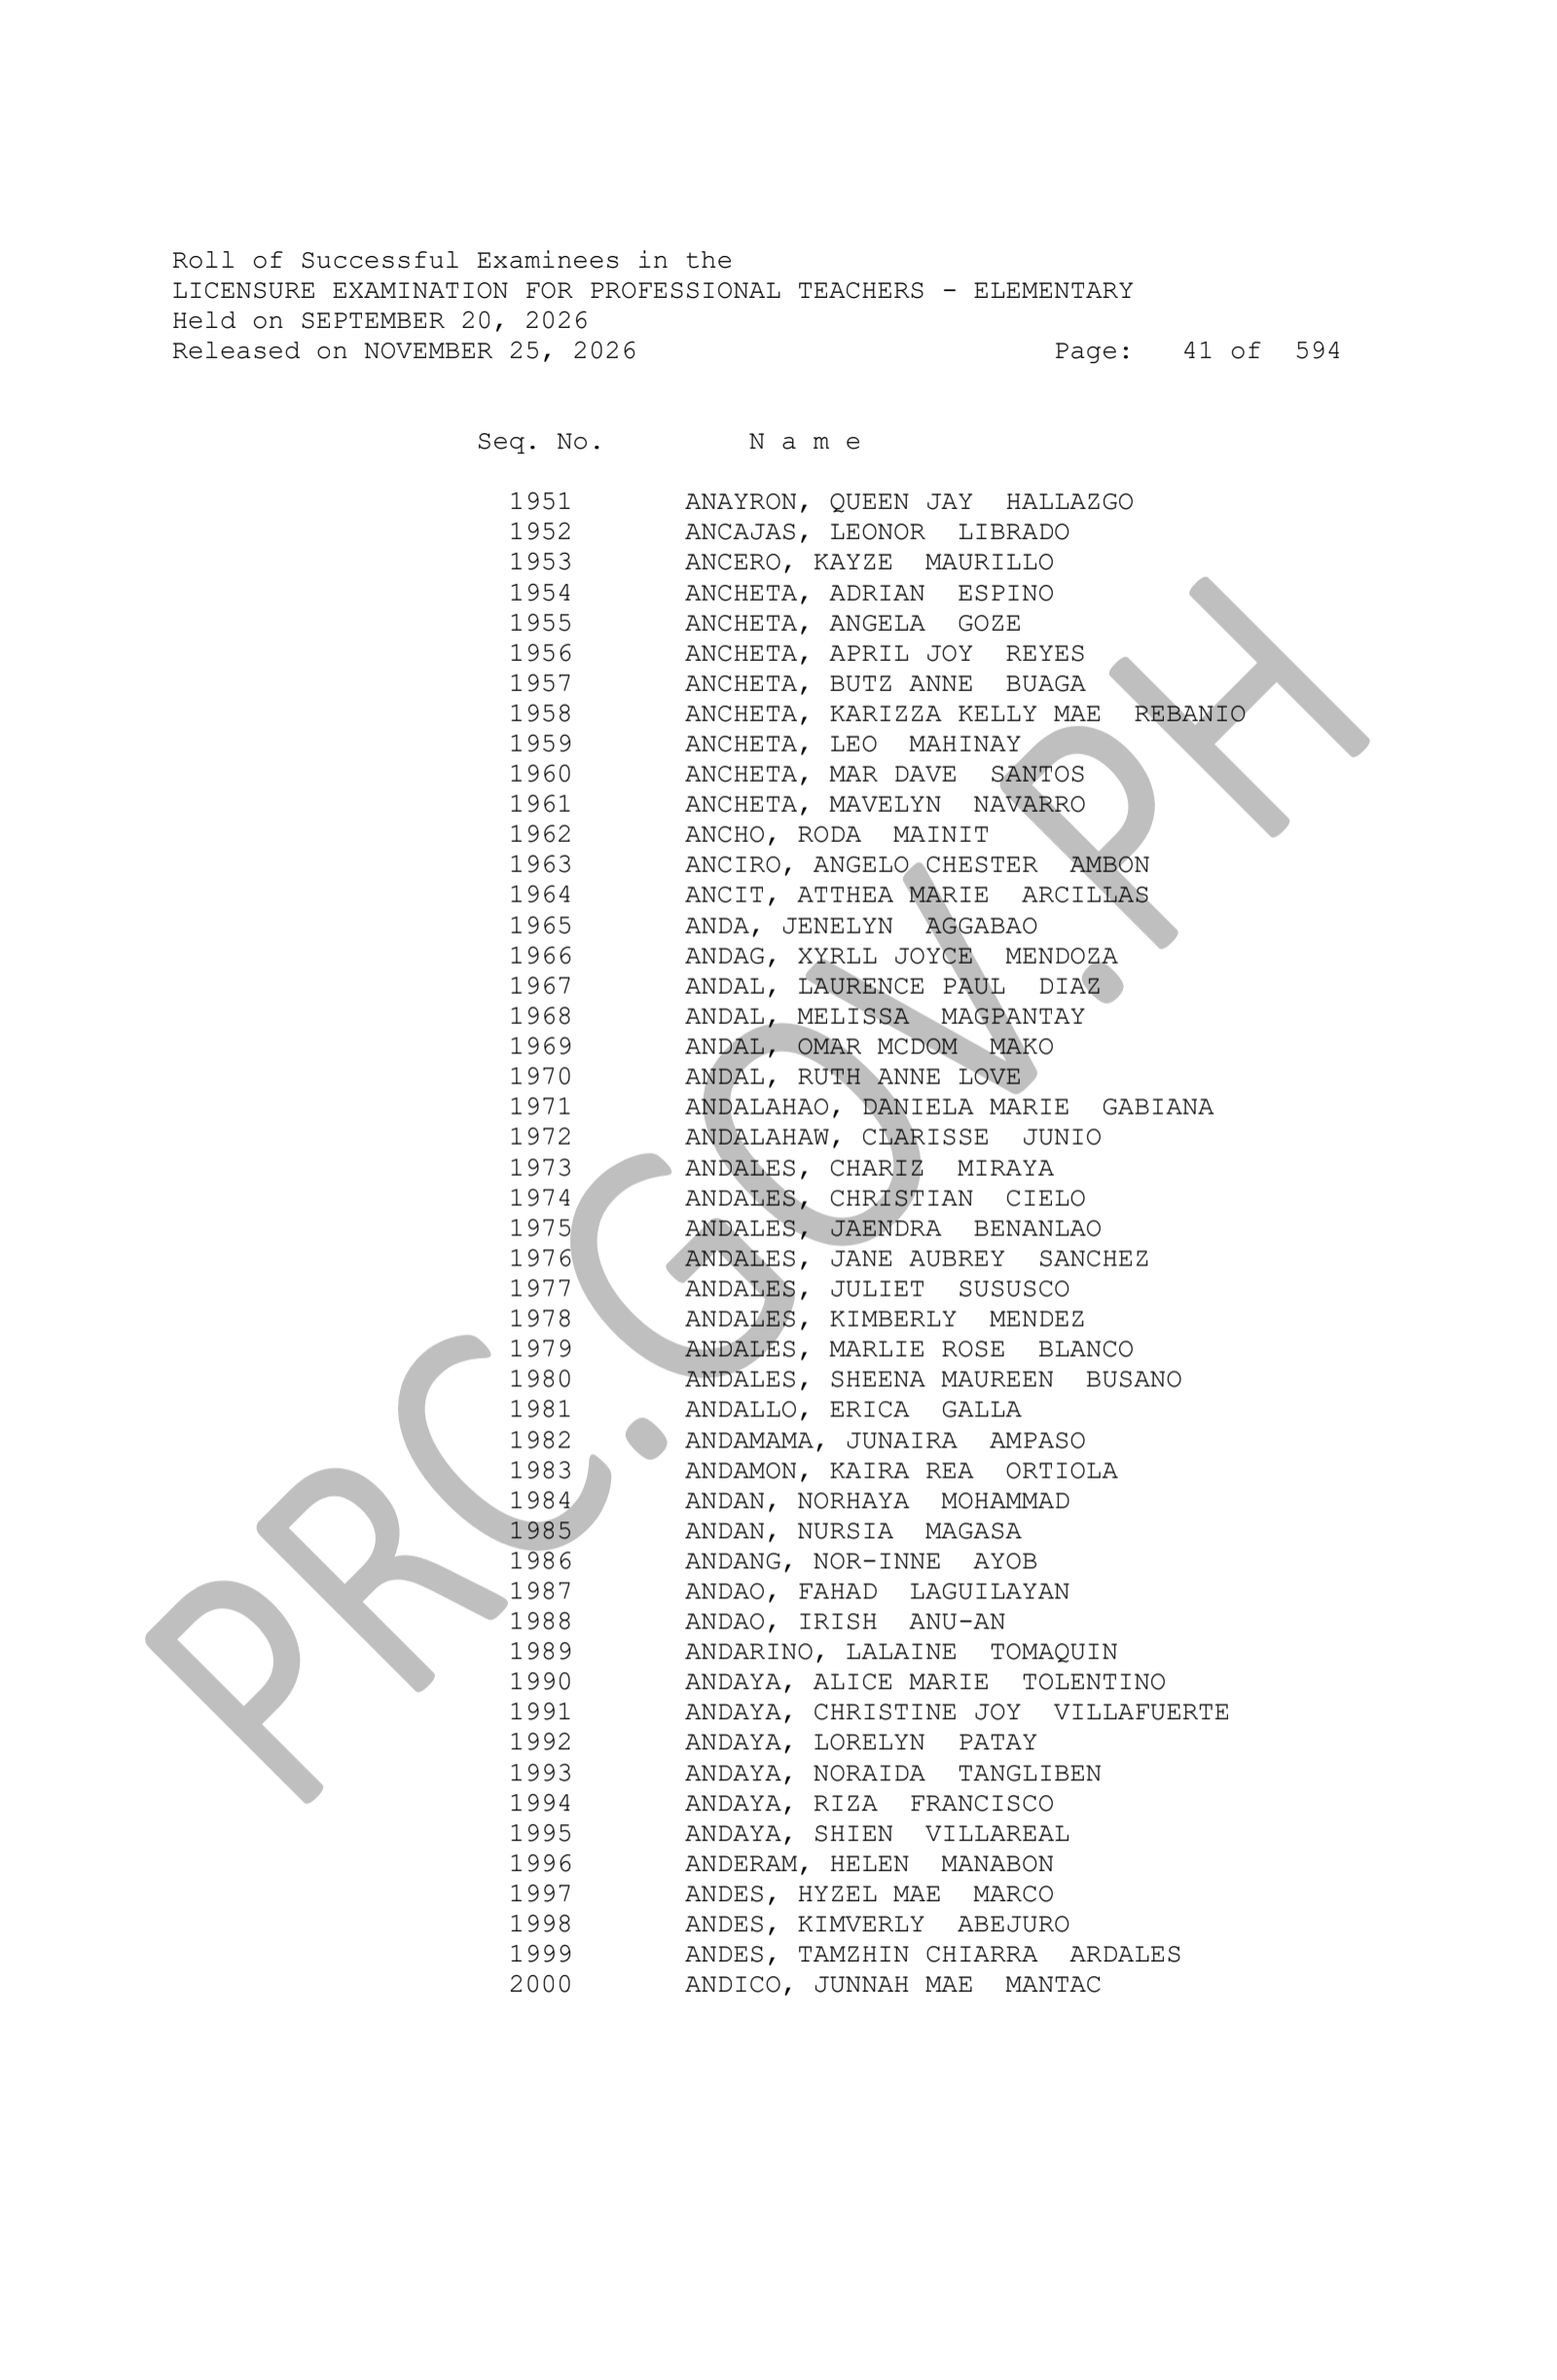 Roll of Successful Examinees in the
LICENSURE EXAMINATION FOR PROFESSIONAL TEACHERS - ELEMENTARY
Held on SEPTEMBER 20, 2026
Released on NOVEMBER 25, 2026 Page: 41 of 594
Seq. No. N a m e
1951 ANAYRON, QUEEN JAY HALLAZGO
1952 ANCAJAS, LEONOR LIBRADO
1953 ANCERO, KAYZE MAURILLO
1954 ANCHETA, ADRIAN ESPINO
1955 ANCHETA, ANGELA GOZE
1956 ANCHETA, APRIL JOY REYES
1957 ANCHETA, BUTZ ANNE BUAGA
1958 ANCHETA, KARIZZA KELLY MAE REBANIO
1959 ANCHETA, LEO MAHINAY
1960 ANCHETA, MAR DAVE SANTOS
1961 ANCHETA, MAVELYN NAVARRO
1962 ANCHO, RODA MAINIT
1963 ANCIRO, ANGELO CHESTER AMBON
1964 ANCIT, ATTHEA MARIE ARCILLAS
1965 ANDA, JENELYN AGGABAO
1966 ANDAG, XYRLL JOYCE MENDOZA
1967 ANDAL, LAURENCE PAUL DIAZ
1968 ANDAL, MELISSA MAGPANTAY
1969 ANDAL, OMAR MCDOM MAKO
1970 ANDAL, RUTH ANNE LOVE
1971 ANDALAHAO, DANIELA MARIE GABIANA
1972 ANDALAHAW, CLARISSE JUNIO
1973 ANDALES, CHARIZ MIRAYA
1974 ANDALES, CHRISTIAN CIELO
1975 ANDALES, JAENDRA BENANLAO
1976 ANDALES, JANE AUBREY SANCHEZ
1977 ANDALES, JULIET SUSUSCO
1978 ANDALES, KIMBERLY MENDEZ
1979 ANDALES, MARLIE ROSE BLANCO
1980 ANDALES, SHEENA MAUREEN BUSANO
1981 ANDALLO, ERICA GALLA
1982 ANDAMAMA, JUNAIRA AMPASO
1983 ANDAMON, KAIRA REA ORTIOLA
1984 ANDAN, NORHAYA MOHAMMAD
1985 ANDAN, NURSIA MAGASA
1986 ANDANG, NOR-INNE AYOB
1987 ANDAO, FAHAD LAGUILAYAN
1988 ANDAO, IRISH ANU-AN
1989 ANDARINO, LALAINE TOMAQUIN
1990 ANDAYA, ALICE MARIE TOLENTINO
1991 ANDAYA, CHRISTINE JOY VILLAFUERTE
1992 ANDAYA, LORELYN PATAY
1993 ANDAYA, NORAIDA TANGLIBEN
1994 ANDAYA, RIZA FRANCISCO
1995 ANDAYA, SHIEN VILLAREAL
1996 ANDERAM, HELEN MANABON
1997 ANDES, HYZEL MAE MARCO
1998 ANDES, KIMVERLY ABEJURO
1999 ANDES, TAMZHIN CHIARRA ARDALES
2000 ANDICO, JUNNAH MAE MANTAC
PRC.GOV.PH